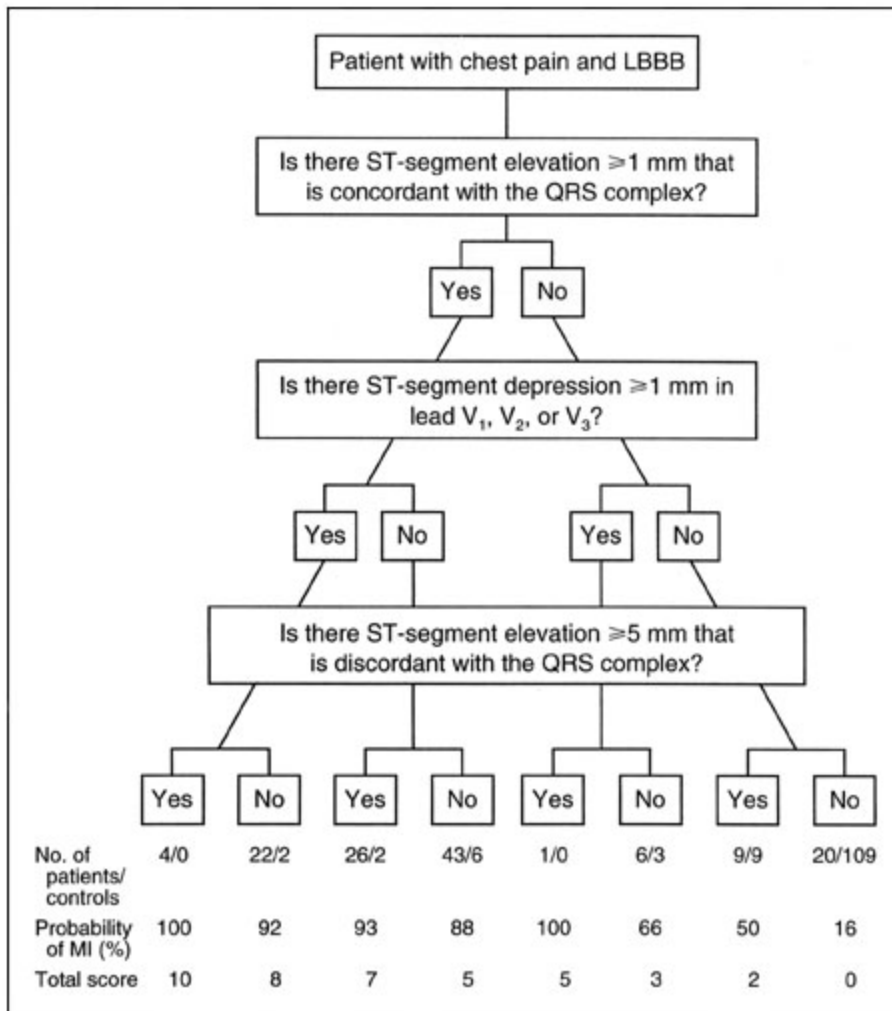 Patient with chest pain and LBBB
Is there ST-segment elevation ⩾1 mm that
is concordant with the QRS complex?
Yes No
Is there ST-segment depression ⩾1 mm in
lead V₁, V₂, or V₃?
Yes No Yes No
Is there ST-segment elevation ⩾5 mm that
is discordant with the QRS complex?
Yes No Yes No Yes No Yes No
No. of 4/0 22/2 26/2 43/6 1/0 6/3 9/9 20/109
patients/
controls
Probability 100 92 93 88 100 66 50 16
of MI (%)
Total score 10 8 7 5 5 3 2 0